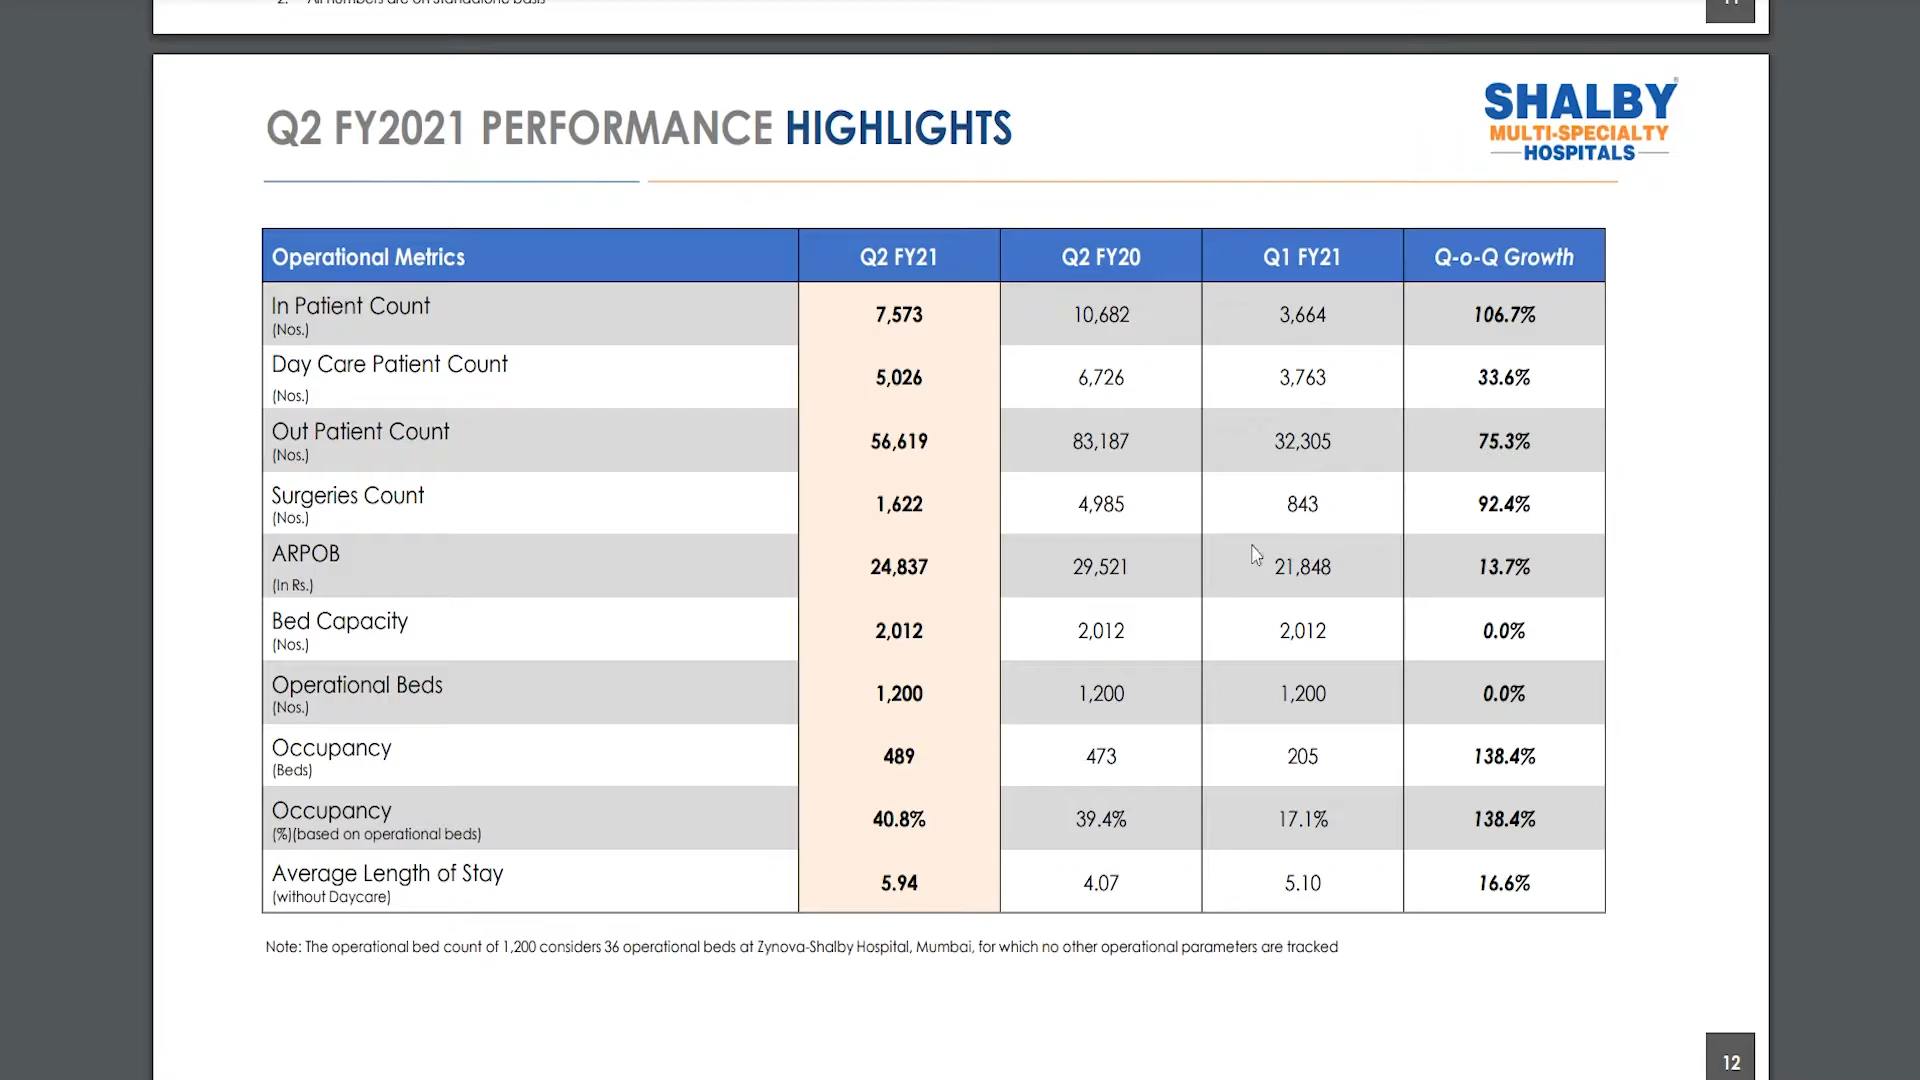 2. All numbers are on standalone basis
11
Q2 FY2021 PERFORMANCE HIGHLIGHTS
SHALBY
MULTI-SPECIALTY
HOSPITALS
Operational Metrics Q2 FY21 Q2 FY20 Q1 FY21 Q-o-Q Growth
In Patient Count
(Nos.)
7,573 10,682 3,664 106.7%
Day Care Patient Count
(Nos.)
5,026 6,726 3,763 33.6%
Out Patient Count
(Nos.)
56,619 83,187 32,305 75.3%
Surgeries Count
(Nos.)
1,622 4,985 843 92.4%
ARPOB
(In Rs.)
24,837 29,521 21,848 13.7%
Bed Capacity
(Nos.)
2,012 2,012 2,012 0.0%
Operational Beds
(Nos.)
1,200 1,200 1,200 0.0%
Occupancy
(Beds)
489 473 205 138.4%
Occupancy
(%)(based on operational beds)
40.8% 39.4% 17.1% 138.4%
Average Length of Stay
(without Daycare)
5.94 4.07 5.10 16.6%
Note: The operational bed count of 1,200 considers 36 operational beds at Zynova-Shalby Hospital, Mumbai, for which no other operational parameters are tracked
12